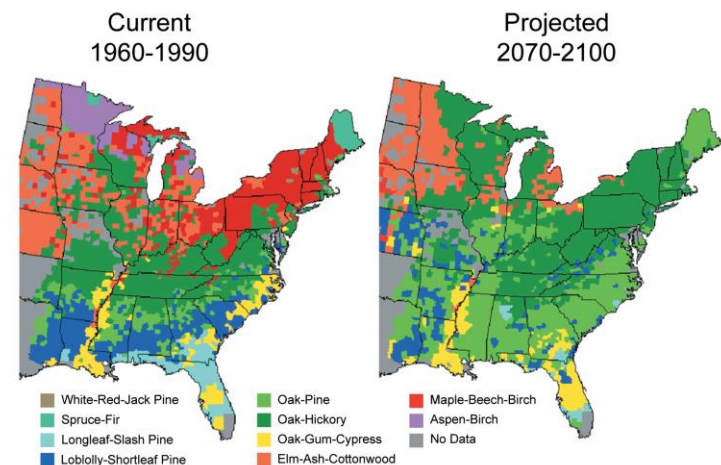 Current
1960-1990
Projected
2070-2100
White-Red-Jack Pine
Spruce-Fir
Longleaf-Slash Pine
Loblolly-Shortleaf Pine
Oak-Pine
Oak-Hickory
Oak-Gum-Cypress
Elm-Ash-Cottonwood
Maple-Beech-Birch
Aspen-Birch
No Data